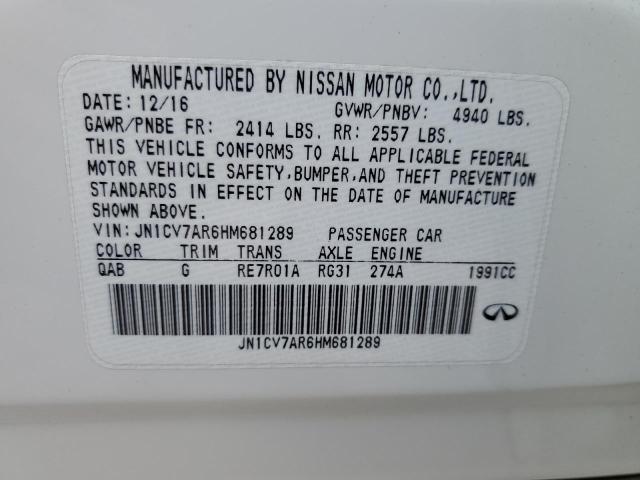 MANUFACTURED BY NISSAN MOTOR CO.,LTD.
DATE: 12/16 GVWR/PNBV: 4940 LBS.
GAWR/PNBE FR: 2414 LBS. RR: 2557 LBS.
THIS VEHICLE CONFORMS TO ALL APPLICABLE FEDERAL
MOTOR VEHICLE SAFETY,BUMPER,AND THEFT PREVENTION
STANDARDS IN EFFECT ON THE DATE OF MANUFACTURE
SHOWN ABOVE.
VIN: JN1CV7AR6HM681289 PASSENGER CAR
COLOR TRIM TRANS AXLE ENGINE
QAB G RE7R01A RG31 274A 1991CC
JN1CV7AR6HM681289